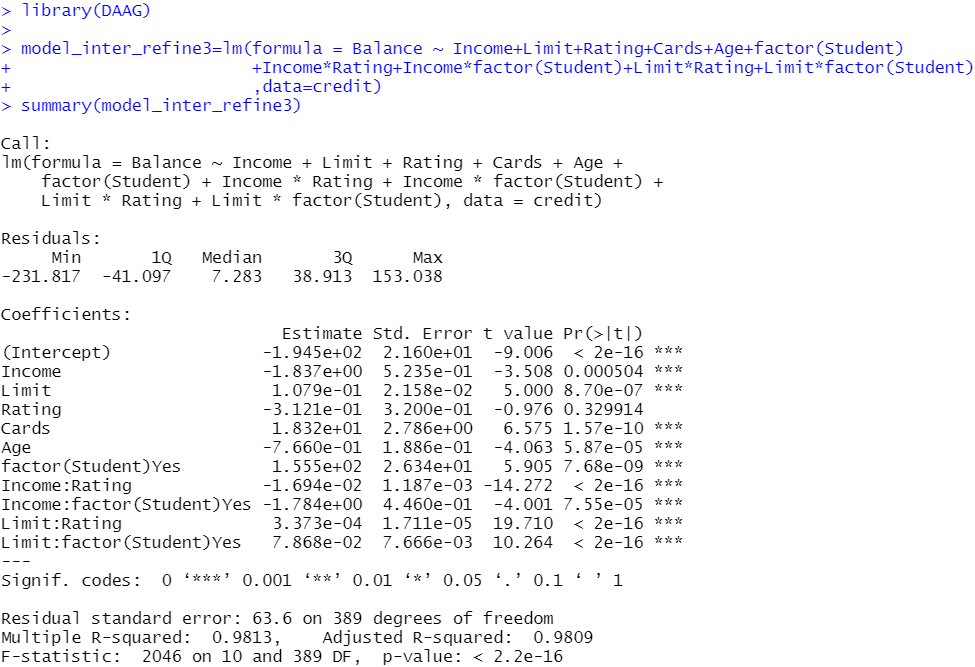 > library(DAAG)
>
> model_inter_refine3=lm(formula = Balance ~ Income+Limit+Rating+Cards+Age+factor(Student)
+                        +Income*Rating+Income*factor(Student)+Limit*Rating+Limit*factor(Student)
+                        ,data=credit)
> summary(model_inter_refine3)

Call:
lm(formula = Balance ~ Income + Limit + Rating + Cards + Age +
    factor(Student) + Income * Rating + Income * factor(Student) +
    Limit * Rating + Limit * factor(Student), data = credit)

Residuals:
     Min       1Q   Median       3Q      Max
-231.817  -41.097    7.283   38.913  153.038

Coefficients:
                            Estimate Std. Error t value Pr(>|t|)
(Intercept)               -1.945e+02  2.160e+01  -9.006  < 2e-16 ***
Income                    -1.837e+00  5.235e-01  -3.508 0.000504 ***
Limit                      1.079e-01  2.158e-02   5.000 8.70e-07 ***
Rating                    -3.121e-01  3.200e-01  -0.976 0.329914
Cards                      1.832e+01  2.786e+00   6.575 1.57e-10 ***
Age                       -7.660e-01  1.886e-01  -4.063 5.87e-05 ***
factor(Student)Yes         1.555e+02  2.634e+01   5.905 7.68e-09 ***
Income:Rating             -1.694e-02  1.187e-03 -14.272  < 2e-16 ***
Income:factor(Student)Yes -1.784e+00  4.460e-01  -4.001 7.55e-05 ***
Limit:Rating               3.373e-04  1.711e-05  19.710  < 2e-16 ***
Limit:factor(Student)Yes   7.868e-02  7.666e-03  10.264  < 2e-16 ***
---
Signif. codes:  0 ‘***’ 0.001 ‘**’ 0.01 ‘*’ 0.05 ‘.’ 0.1 ‘ ’ 1

Residual standard error: 63.6 on 389 degrees of freedom
Multiple R-squared:  0.9813,    Adjusted R-squared:  0.9809
F-statistic:  2046 on 10 and 389 DF,  p-value: < 2.2e-16